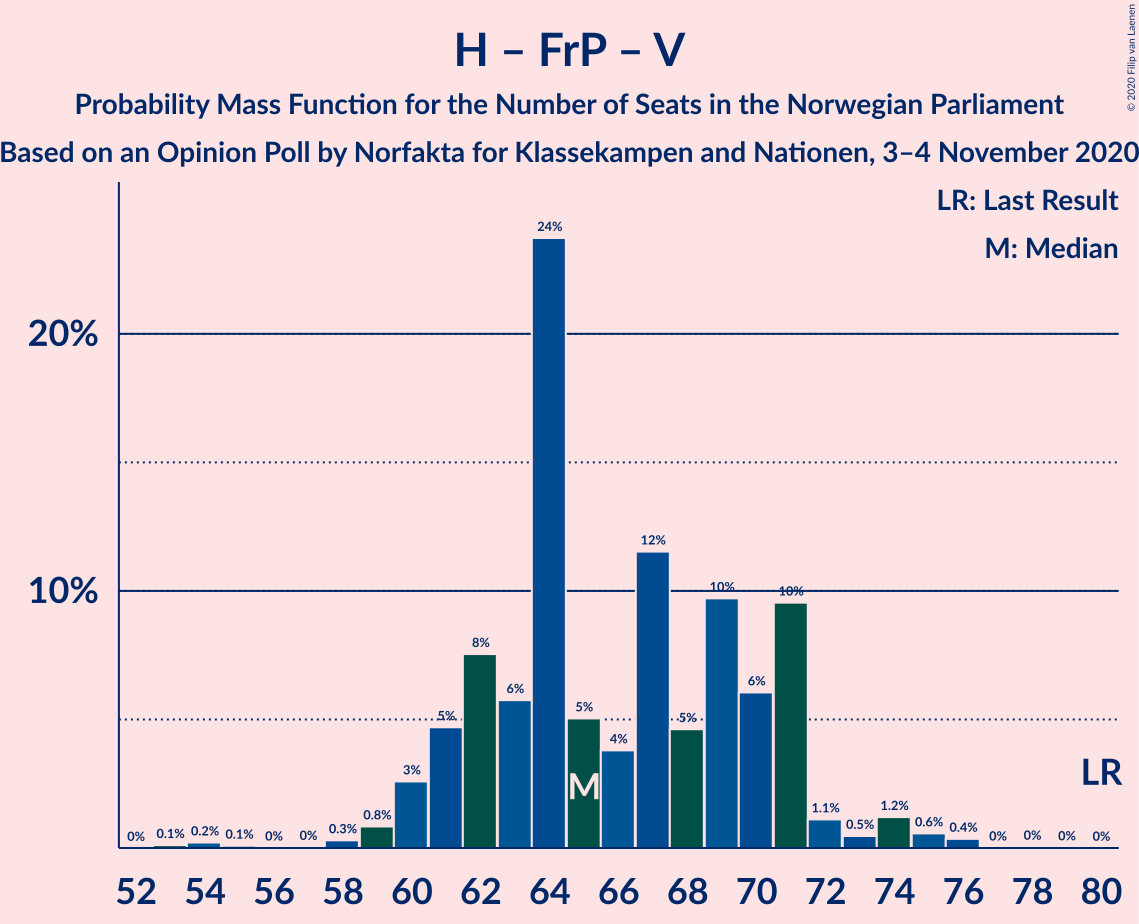 H – FrP – V
Probability Mass Function for the Number of Seats in the Norwegian Parliament
Based on an Opinion Poll by Norfakta for Klassekampen and Nationen, 3–4 November 2020
© 2020 Filip van Laenen
LR: Last Result
M: Median
20%
10%
0% 0.1% 0.2% 0.1% 0% 0% 0.3% 0.8% 3% 5% 8% 6% 24% 5% 4% 12% 5% 10% 6% 10% 1.1% 0.5% 1.2% 0.6% 0.4% 0% 0% 0% 0%
M
LR
52 54 56 58 60 62 64 66 68 70 72 74 76 78 80